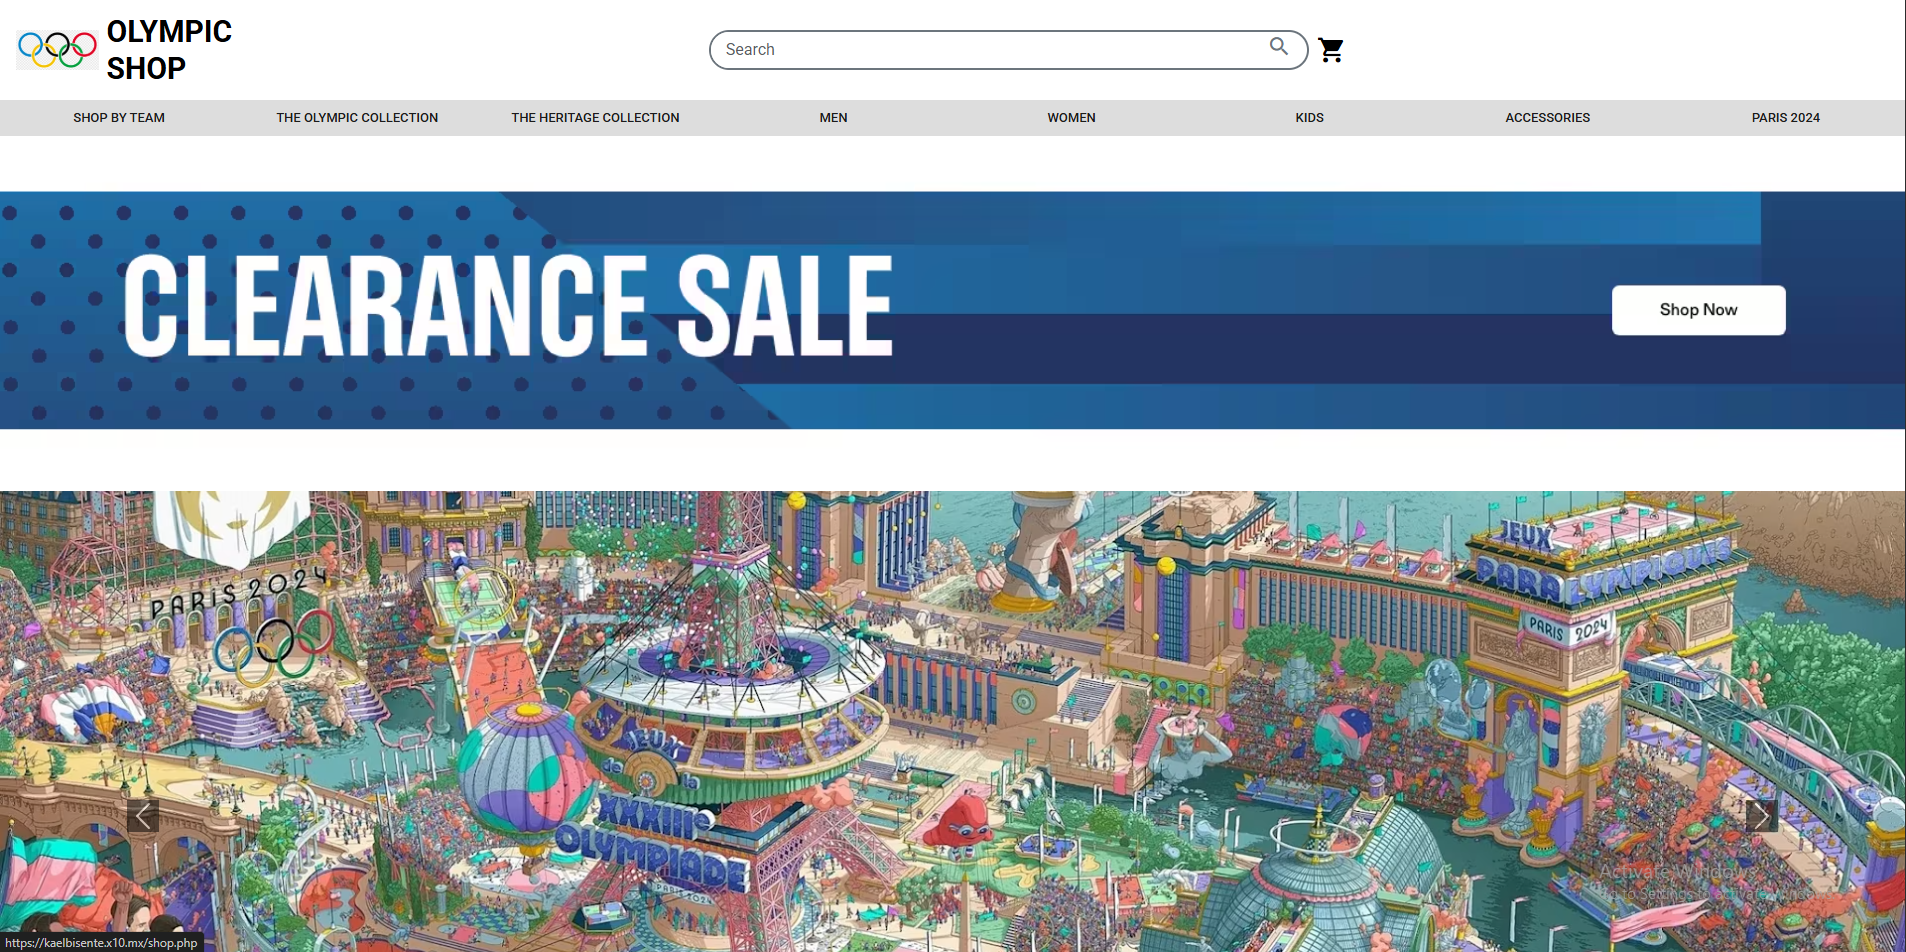 OLYMPIC
SHOP
Search
SHOP BY TEAM
THE OLYMPIC COLLECTION
THE HERITAGE COLLECTION
MEN
WOMEN
KIDS
ACCESSORIES
PARIS 2024
CLEARANCE SALE
Shop Now
PARIS 2024
JEUX
PARALYMPIQUES
PARIS 2024
JEUX
de la
XXXIIIe
OLYMPIADE
PARIS 2024
Activate Windows
Go to Settings to activate Windows.
https://kaelbisente.x10.mx/shop.php